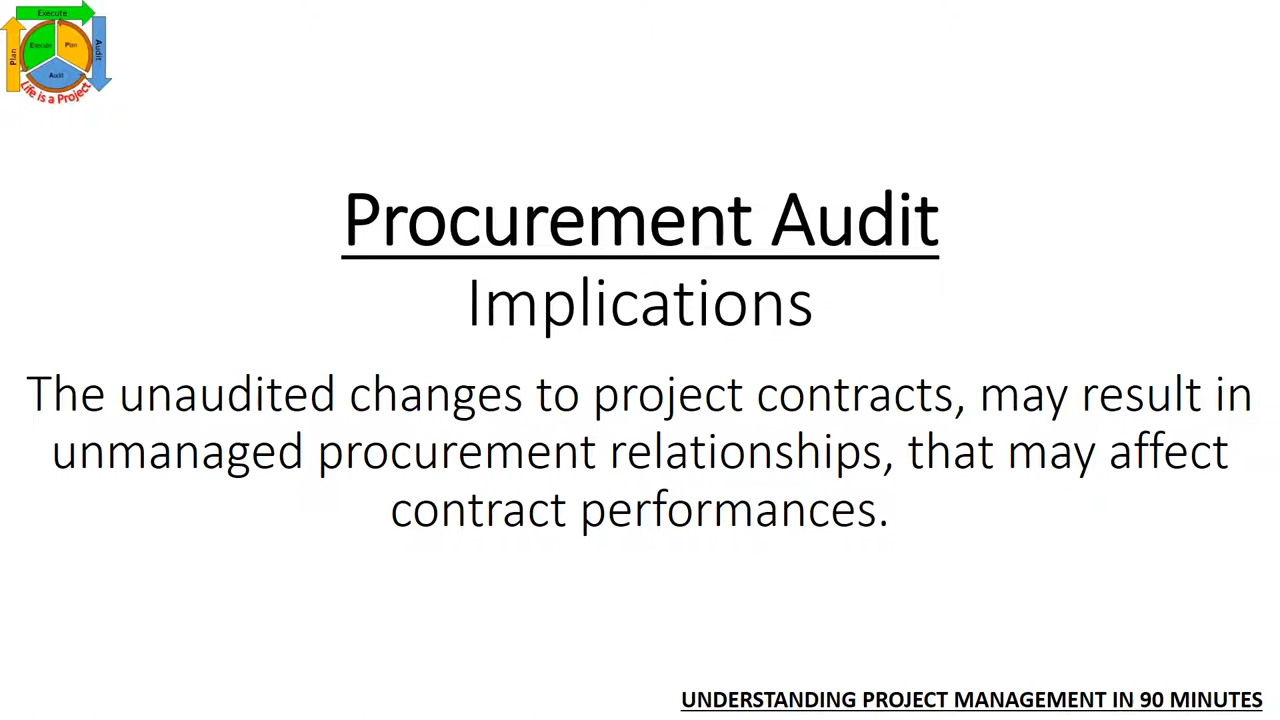 Execute
Plan
Execute
Plan
Audit
Audit
Life is a Project
Procurement Audit
Implications
The unaudited changes to project contracts, may result in
unmanaged procurement relationships, that may affect
contract performances.
UNDERSTANDING PROJECT MANAGEMENT IN 90 MINUTES